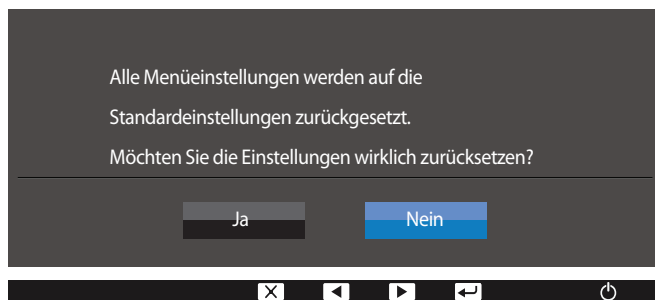 Alle Menüeinstellungen werden auf die
Standardeinstellungen zurückgesetzt.
Möchten Sie die Einstellungen wirklich zurücksetzen?
Ja Nein